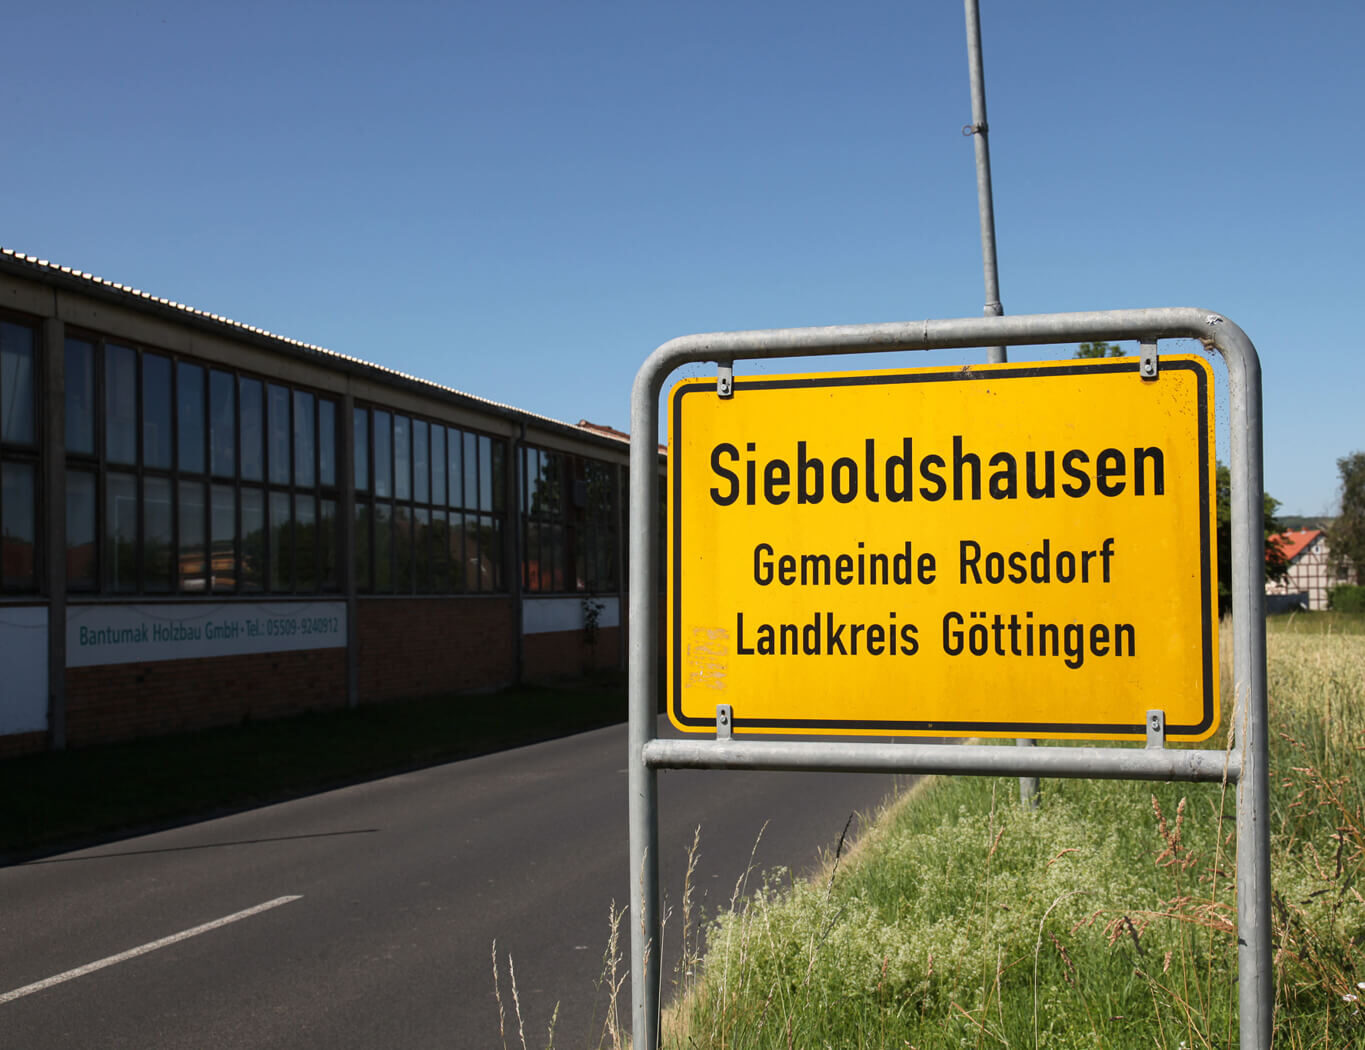 Sieboldshausen
Gemeinde Rosdorf
Landkreis Göttingen
Bantumak Holzbau GmbH • Tel.: 05509-9240912